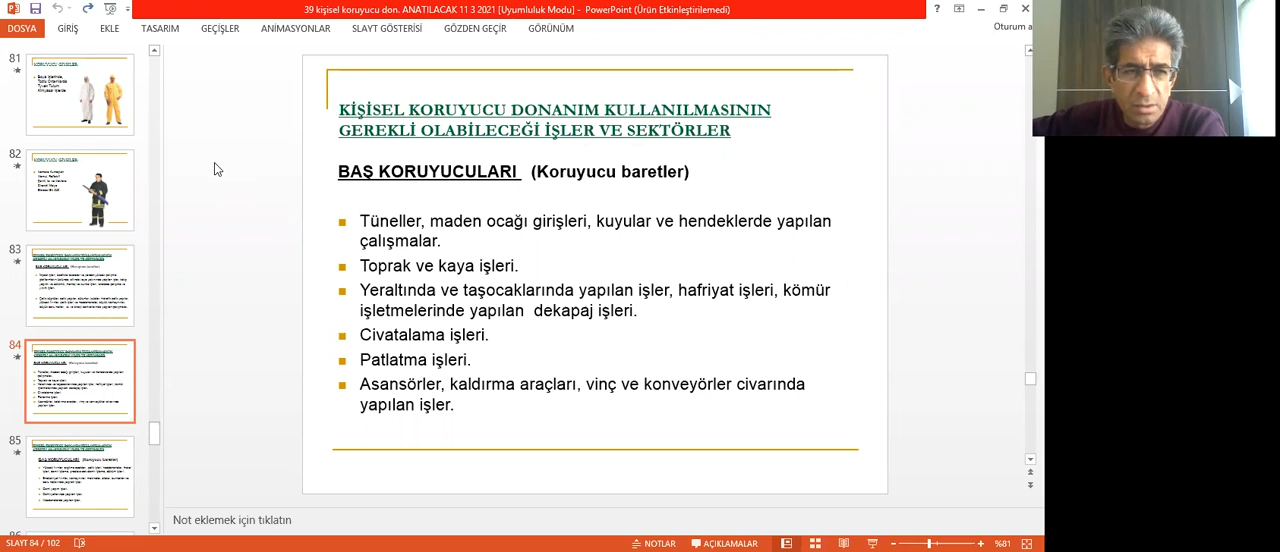 39 kişisel koruyucu don. ANATILACAK 11 3 2021 [Uyumluluk Modu] - PowerPoint (Ürün Etkinleştirilemedi)
DOSYA GİRİŞ EKLE TASARIM GEÇİŞLER ANİMASYONLAR SLAYT GÖSTERİSİ GÖZDEN GEÇİR GÖRÜNÜM Oturum a
81
82
83
84
85
KİŞİSEL KORUYUCU DONANIM KULLANILMASININ
GEREKLİ OLABİLECEĞİ İŞLER VE SEKTÖRLER
BAŞ KORUYUCULARI (Koruyucu baretler)
Tüneller, maden ocağı girişleri, kuyular ve hendeklerde yapılan
çalışmalar.
Toprak ve kaya işleri.
Yeraltında ve taşocaklarında yapılan işler, hafriyat işleri, kömür
işletmelerinde yapılan dekapaj işleri.
Civatalama işleri.
Patlatma işleri.
Asansörler, kaldırma araçları, vinç ve konveyörler civarında
yapılan işler.
Not eklemek için tıklatın
SLAYT 84 / 102 NOTLAR AÇIKLAMALAR %81